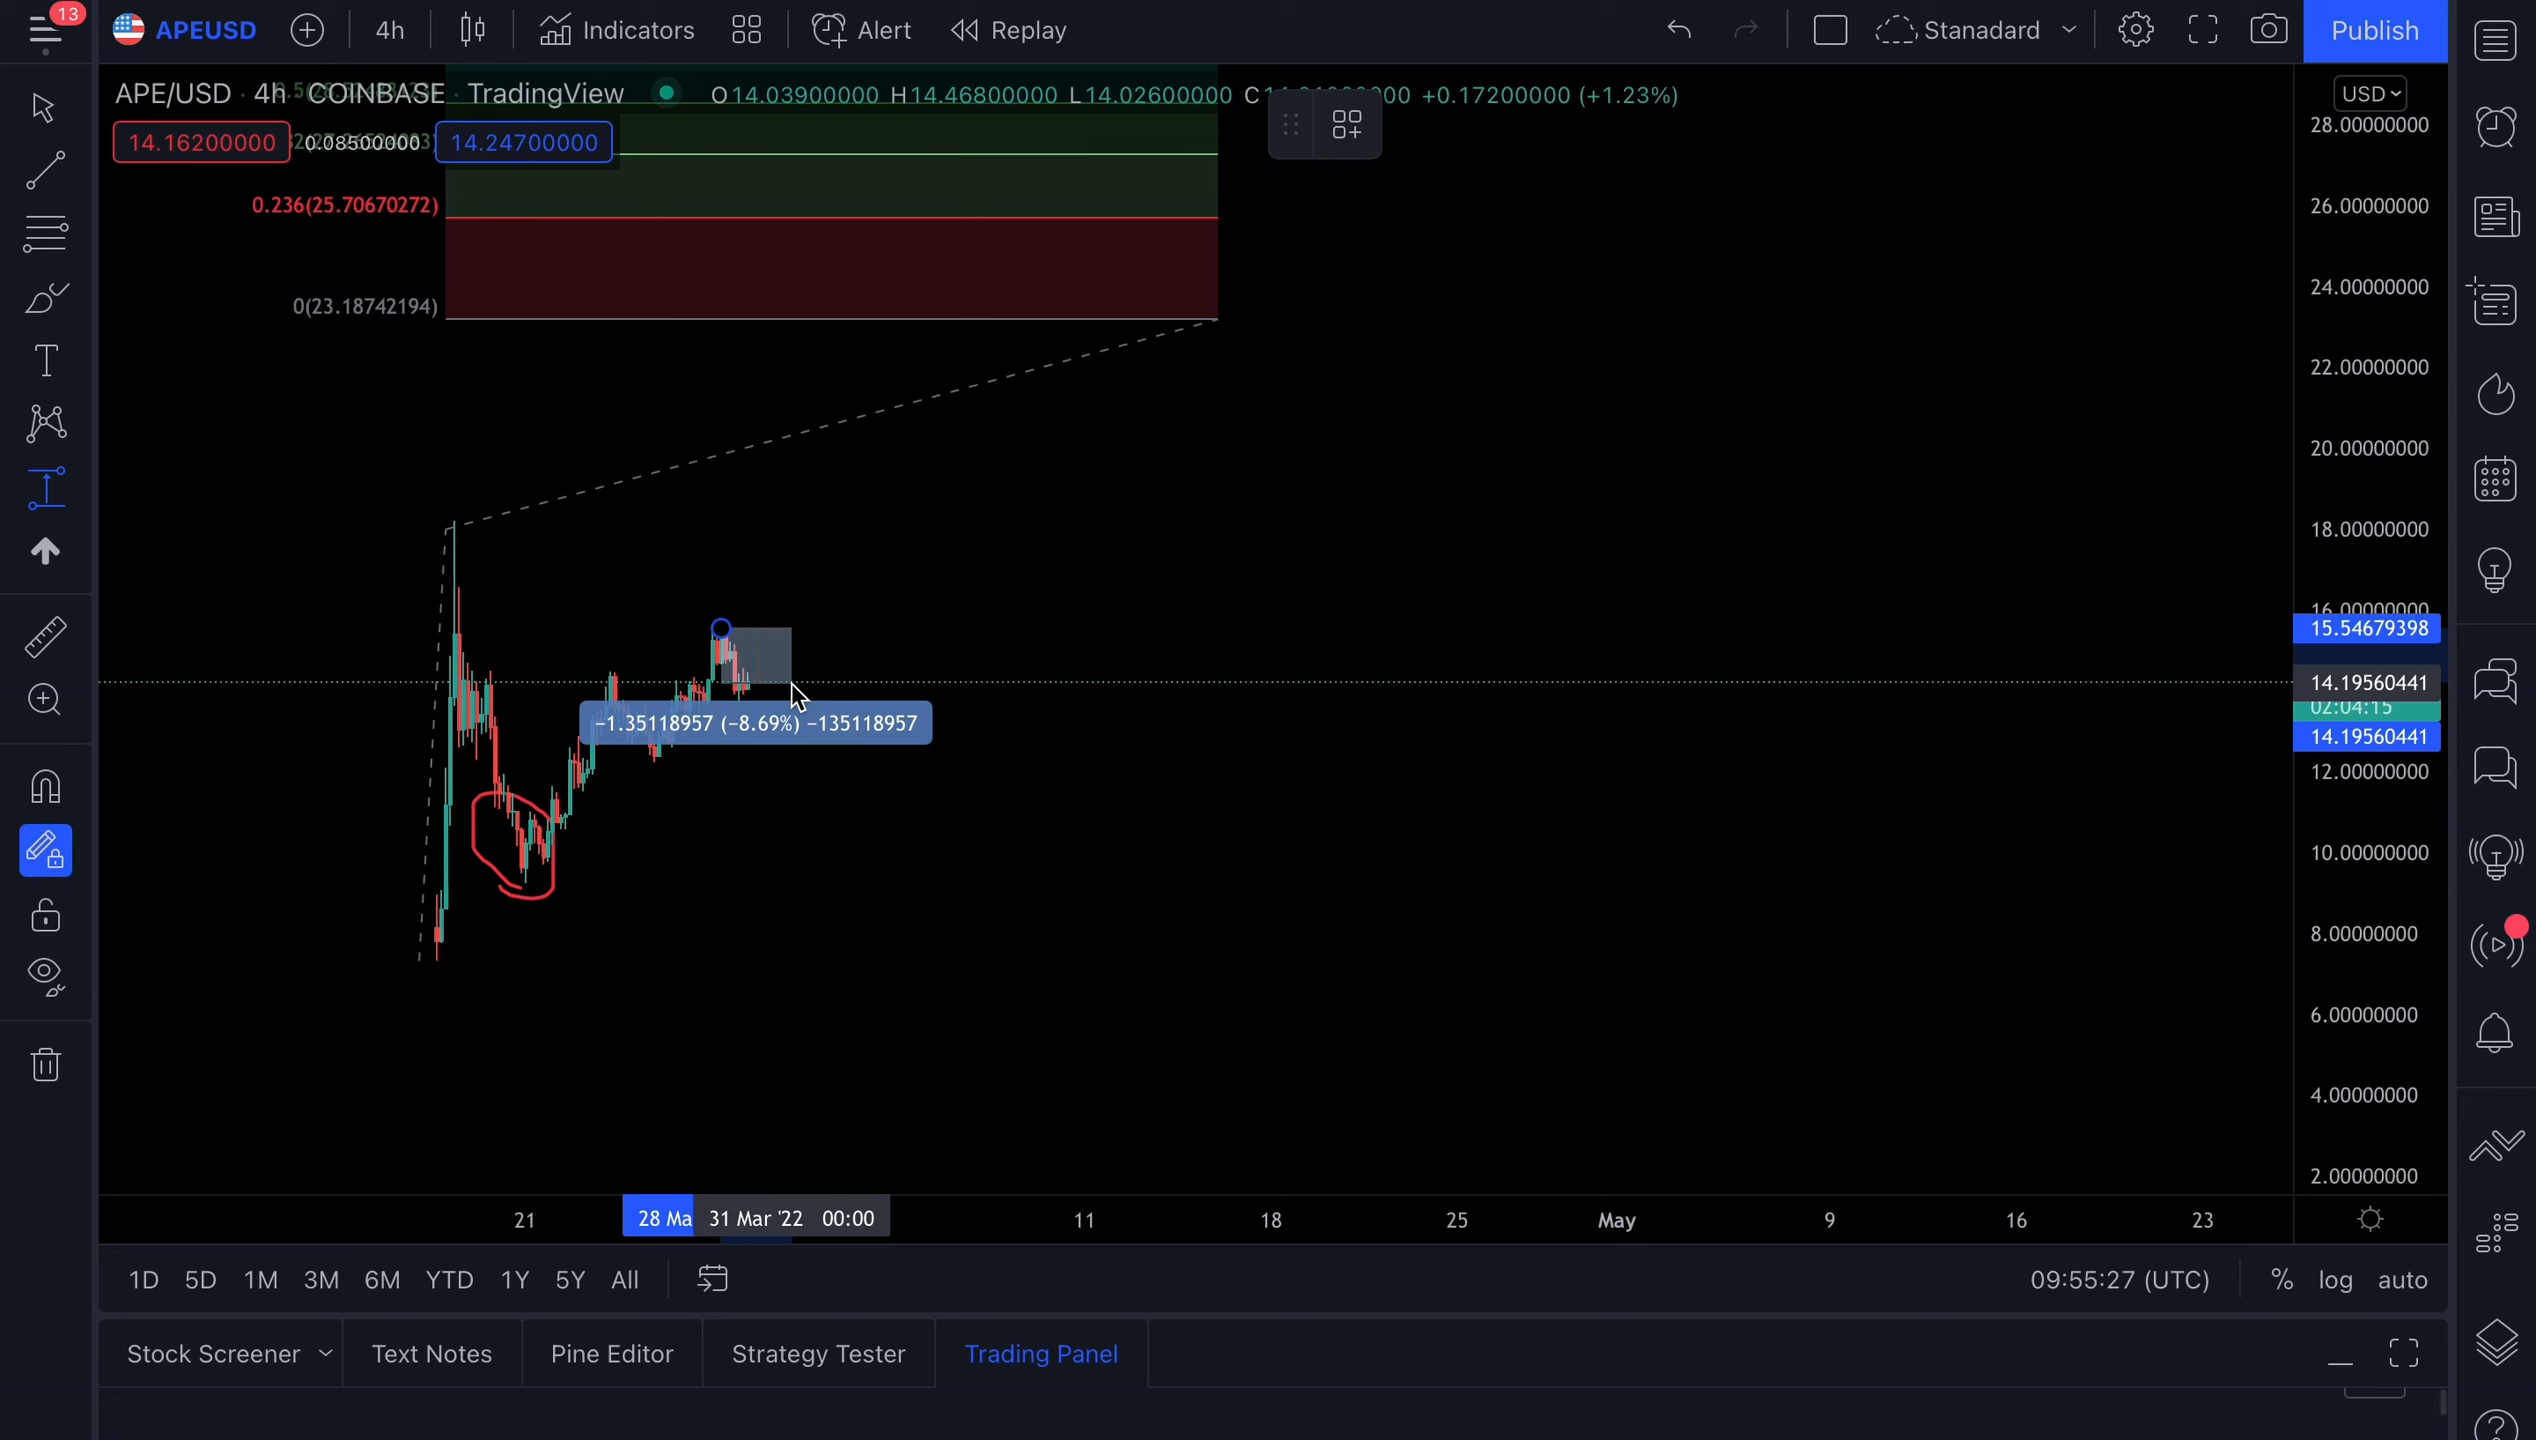 13
APEUSD
4h
Indicators
Alert
Replay
Stanadard
Publish
APE/USD · 4h · COINBASE · TradingView
O14.03900000 H14.46800000 L14.02600000 +0.17200000 (+1.23%)
USD
14.16200000
0.08500000
14.24700000
0.236(25.70670272)
0(23.18742194)
28.00000000
26.00000000
24.00000000
22.00000000
20.00000000
18.00000000
16.00000000
15.54679398
14.19560441
02:04:15
14.19560441
12.00000000
10.00000000
8.00000000
6.00000000
4.00000000
2.00000000
−1.35118957 (−8.69%) −135118957
21
28 Ma
31 Mar '22 00:00
11
18
25
May
9
16
23
1D 5D 1M 3M 6M YTD 1Y 5Y All
09:55:27 (UTC)
% log auto
Stock Screener
Text Notes
Pine Editor
Strategy Tester
Trading Panel